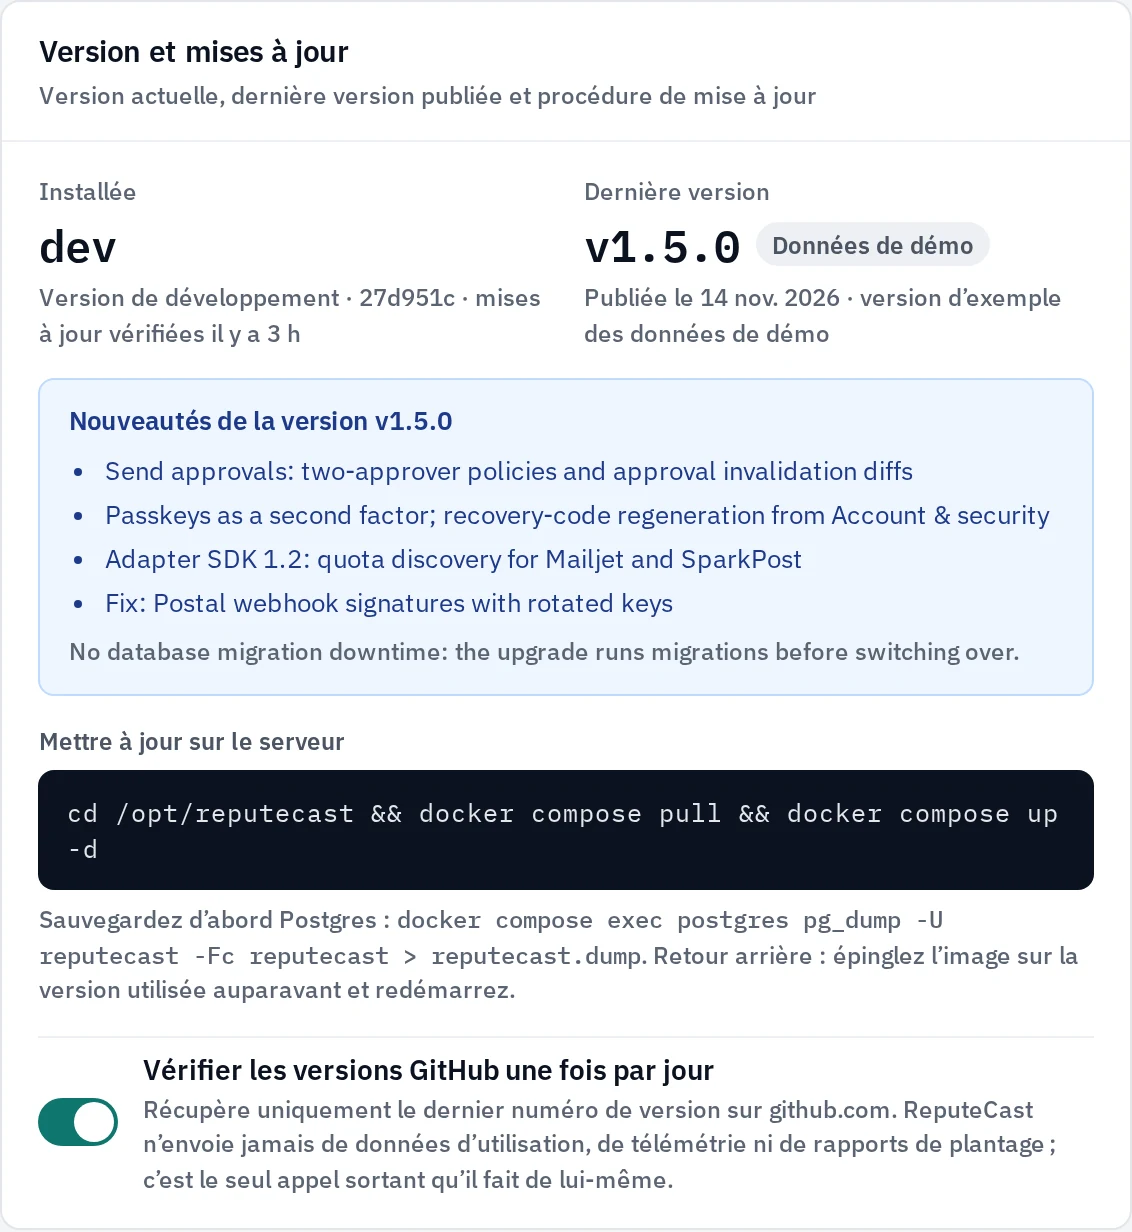 Version et mises à jour
Version actuelle, dernière version publiée et procédure de mise à jour
Installée
dev
Version de développement · 27d951c · mises
à jour vérifiées il y a 3 h
Dernière version
v1.5.0 Données de démo
Publiée le 14 nov. 2026 · version d’exemple
des données de démo
Nouveautés de la version v1.5.0
• Send approvals: two-approver policies and approval invalidation diffs
• Passkeys as a second factor; recovery-code regeneration from Account & security
• Adapter SDK 1.2: quota discovery for Mailjet and SparkPost
• Fix: Postal webhook signatures with rotated keys
No database migration downtime: the upgrade runs migrations before switching over.
Mettre à jour sur le serveur
cd /opt/reputecast && docker compose pull && docker compose up
-d
Sauvegardez d’abord Postgres : docker compose exec postgres pg_dump -U
reputecast -Fc reputecast > reputecast.dump. Retour arrière : épinglez l’image sur la
version utilisée auparavant et redémarrez.
Vérifier les versions GitHub une fois par jour
Récupère uniquement le dernier numéro de version sur github.com. ReputeCast
n’envoie jamais de données d’utilisation, de télémétrie ni de rapports de plantage ;
c’est le seul appel sortant qu’il fait de lui-même.